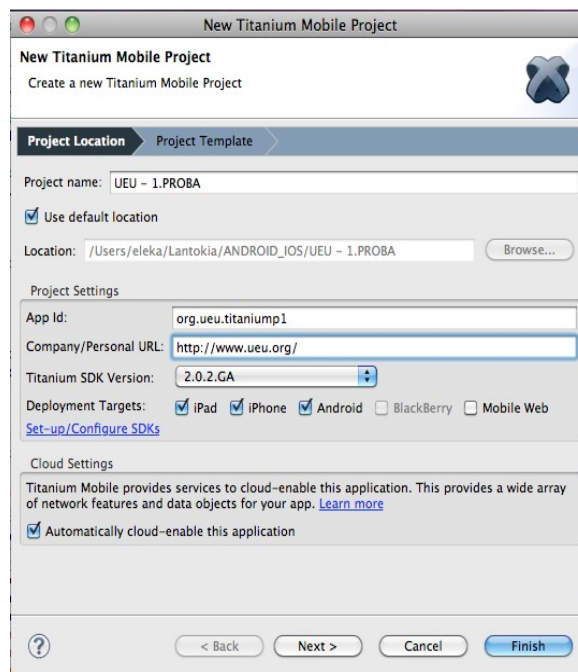 New Titanium Mobile Project
New Titanium Mobile Project
Create a new Titanium Mobile Project
Project Location Project Template
Project name: UEU - 1.PROBA
Use default location
Location: /Users/eleka/Lantokia/ANDROID_IOS/UEU - 1.PROBA Browse...
Project Settings
App Id: org.ueu.titaniump1
Company/Personal URL: http://www.ueu.org/
Titanium SDK Version: 2.0.2.GA
Deployment Targets: iPad iPhone Android BlackBerry Mobile Web
Set-up/Configure SDKs
Cloud Settings
Titanium Mobile provides services to cloud-enable this application. This provides a wide array
of network features and data objects for your app. Learn more
Automatically cloud-enable this application
? < Back Next > Cancel Finish